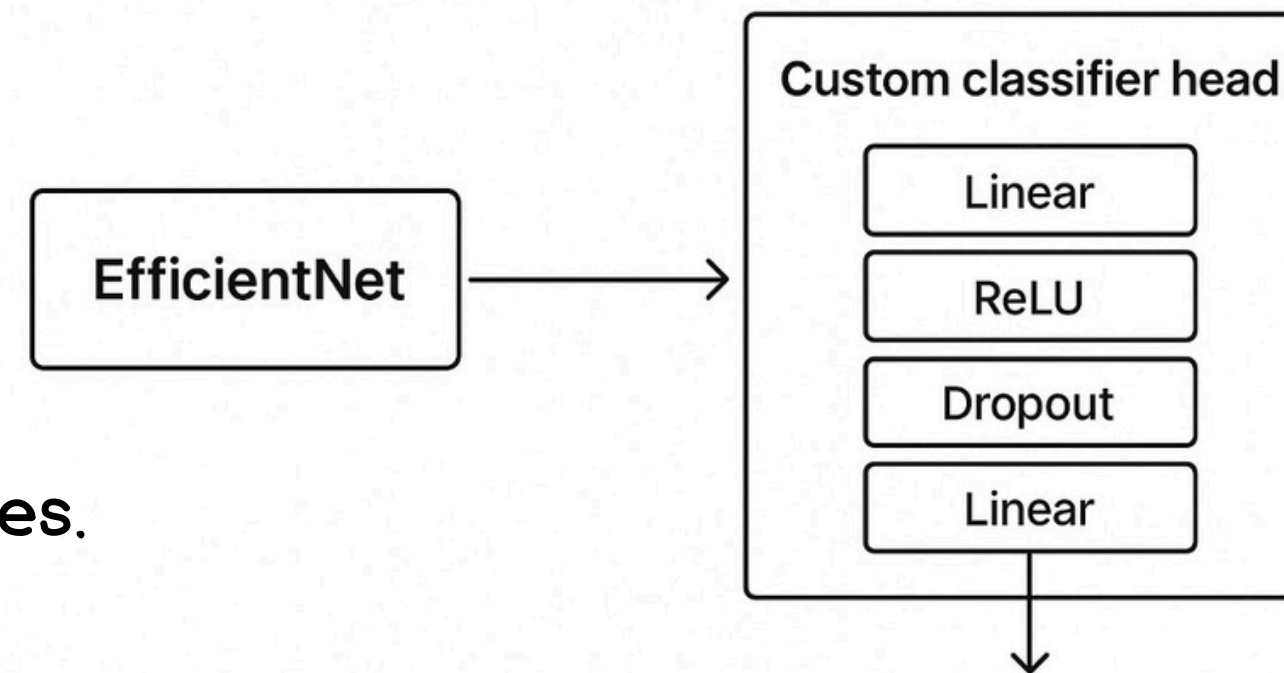 Custom classifier head
Linear
EfficientNet
ReLU
Dropout
Linear
es.